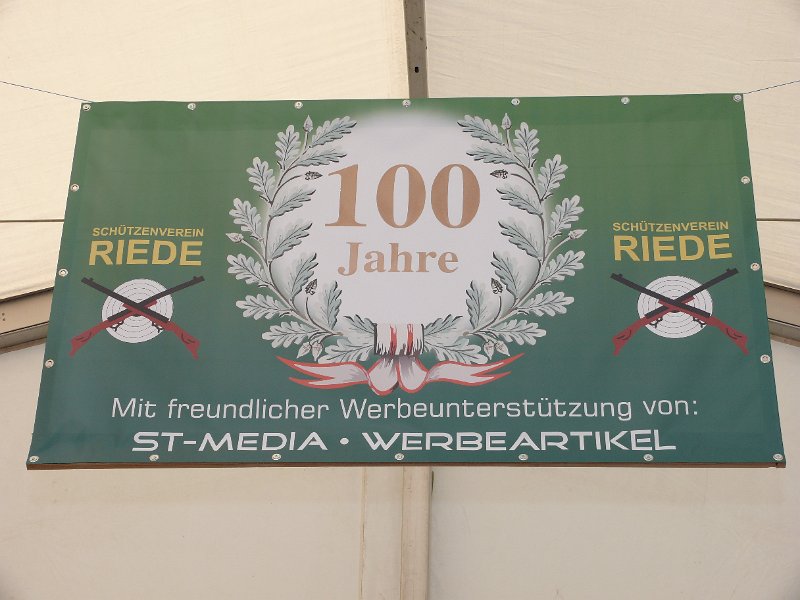 100
Jahre
SCHÜTZENVEREIN
RIEDE
SCHÜTZENVEREIN
RIEDE
Mit freundlicher Werbeunterstützung von:
ST-MEDIA • WERBEARTIKEL